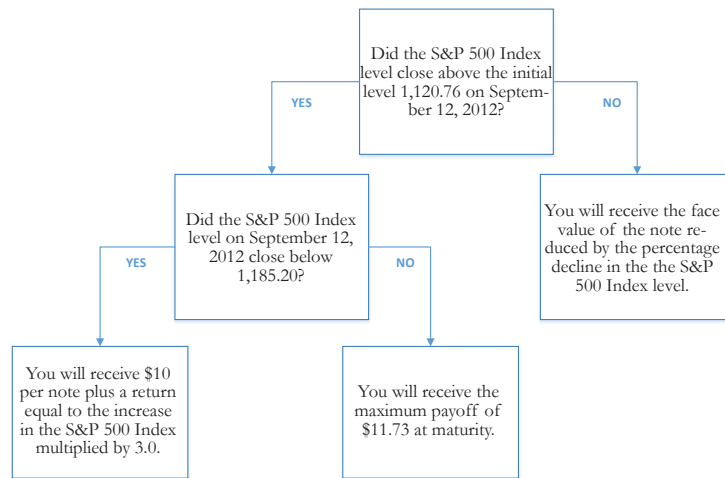 Did the S&P 500 Index
level close above the initial
level 1,120.76 on Septem-
ber 12, 2012?
YES
NO
Did the S&P 500 Index
level on September 12,
2012 close below
1,185.20?
You will receive the face
value of the note re-
duced by the percentage
decline in the the S&P
500 Index level.
YES
NO
You will receive $10
per note plus a return
equal to the increase
in the S&P 500 Index
multiplied by 3.0.
You will receive the
maximum payoff of
$11.73 at maturity.